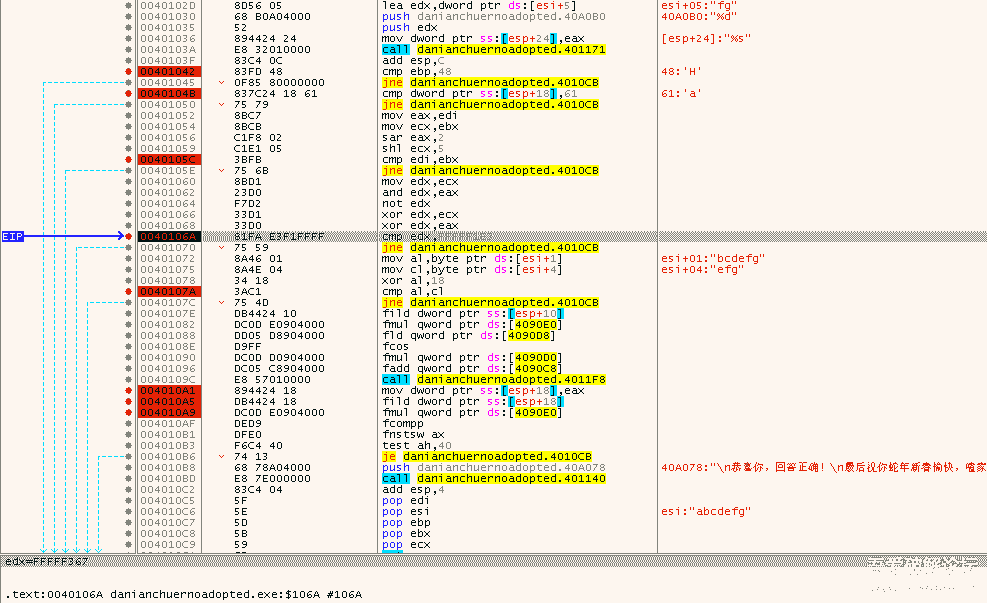 0040102D 8D56 05 lea edx,dword ptr ds:[esi+5] esi+05:"fg"
00401030 68 B0A04000 push danianchuernoadopted.40A0B0 40A0B0:"%d"
00401035 52 push edx
00401036 894424 24 mov dword ptr ss:[esp+24],eax [esp+24]:"%s"
0040103A E8 32010000 call danianchuernoadopted.401171
0040103F 83C4 0C add esp,C
00401042 83FD 48 cmp ebp,48 48:'H'
00401045 0F85 80000000 jne danianchuernoadopted.4010CB
0040104B 837C24 18 61 cmp dword ptr ss:[esp+18],61 61:'a'
00401050 75 79 jne danianchuernoadopted.4010CB
00401052 8BC7 mov eax,edi
00401054 8BCB mov ecx,ebx
00401056 C1F8 02 sar eax,2
00401059 C1E1 05 shl ecx,5
0040105C 3BFB cmp edi,ebx
0040105E 75 6B jne danianchuernoadopted.4010CB
00401060 8BD1 mov edx,ecx
00401062 23D0 and edx,eax
00401064 F7D2 not edx
00401066 33D1 xor edx,ecx
00401068 33D0 xor edx,eax
EIP 0040106A 81FA E3F1FFFF cmp edx,
00401070 75 59 jne danianchuernoadopted.4010CB
00401072 8A46 01 mov al,byte ptr ds:[esi+1] esi+01:"bcdefg"
00401075 8A4E 04 mov cl,byte ptr ds:[esi+4] esi+04:"efg"
00401078 34 18 xor al,18
0040107A 3AC1 cmp al,cl
0040107C 75 4D jne danianchuernoadopted.4010CB
0040107E DB4424 10 fild dword ptr ss:[esp+10]
00401082 DC0D E0904000 fmul qword ptr ds:[4090E0]
00401088 DD05 D8904000 fld qword ptr ds:[4090D8]
0040108E D9FF fcos
00401090 DC0D D0904000 fmul qword ptr ds:[4090D0]
00401096 DC05 C8904000 fadd qword ptr ds:[4090C8]
0040109C E8 57010000 call danianchuernoadopted.4011F8
004010A1 894424 18 mov dword ptr ss:[esp+18],eax
004010A5 DB4424 18 fild dword ptr ss:[esp+18]
004010A9 DC0D E0904000 fmul qword ptr ds:[4090E0]
004010AF DED9 fcompp
004010B1 DFE0 fnstsw ax
004010B3 F6C4 40 test ah,40
004010B6 74 13 je danianchuernoadopted.4010CB
004010B8 68 78A04000 push danianchuernoadopted.40A078 40A078:"\n恭喜你，回答正确！\n最后祝你蛇年新春愉快，嗑家
004010BD E8 7E000000 call danianchuernoadopted.401140
004010C2 83C4 04 add esp,4
004010C5 5F pop edi
004010C6 5E pop esi esi:"abcdefg"
004010C7 5D pop ebp
004010C8 5B pop ebx
004010C9 59 pop ecx
edx=FFFFF367
.text:0040106A danianchuernoadopted.exe:$106A #106A